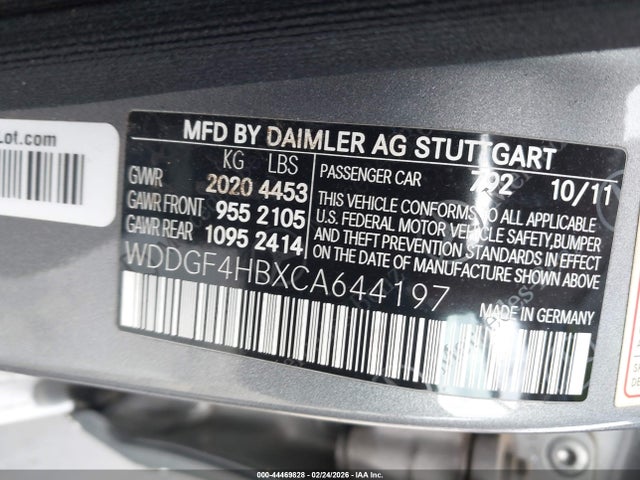 Lot.com
MFD BY DAIMLER AG STUTTGART
KG LBS
GVWR 2020 4453
GAWR FRONT 955 2105
GAWR REAR 1095 2414
PASSENGER CAR 792 10/11
THIS VEHICLE CONFORMS TO ALL APPLICABLE
U.S. FEDERAL MOTOR VEHICLE SAFETY, BUMPER
AND THEFT PREVENTION STANDARDS IN EFFECT
ON THE DATE OF MANUFACTURE SHOWN ABOVE
WDDGF4HBXCA644197
MADE IN GERMANY
000-44469828 - 02/24/2026 - IAA Corp.